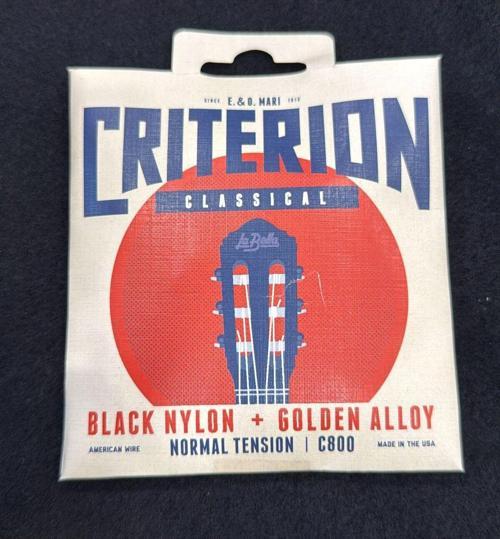 SINCE E. & O. MARI 1913
CRITERION
CLASSICAL
La Bella
BLACK NYLON + GOLDEN ALLOY
AMERICAN WIRE NORMAL TENSION | C800 MADE IN THE USA